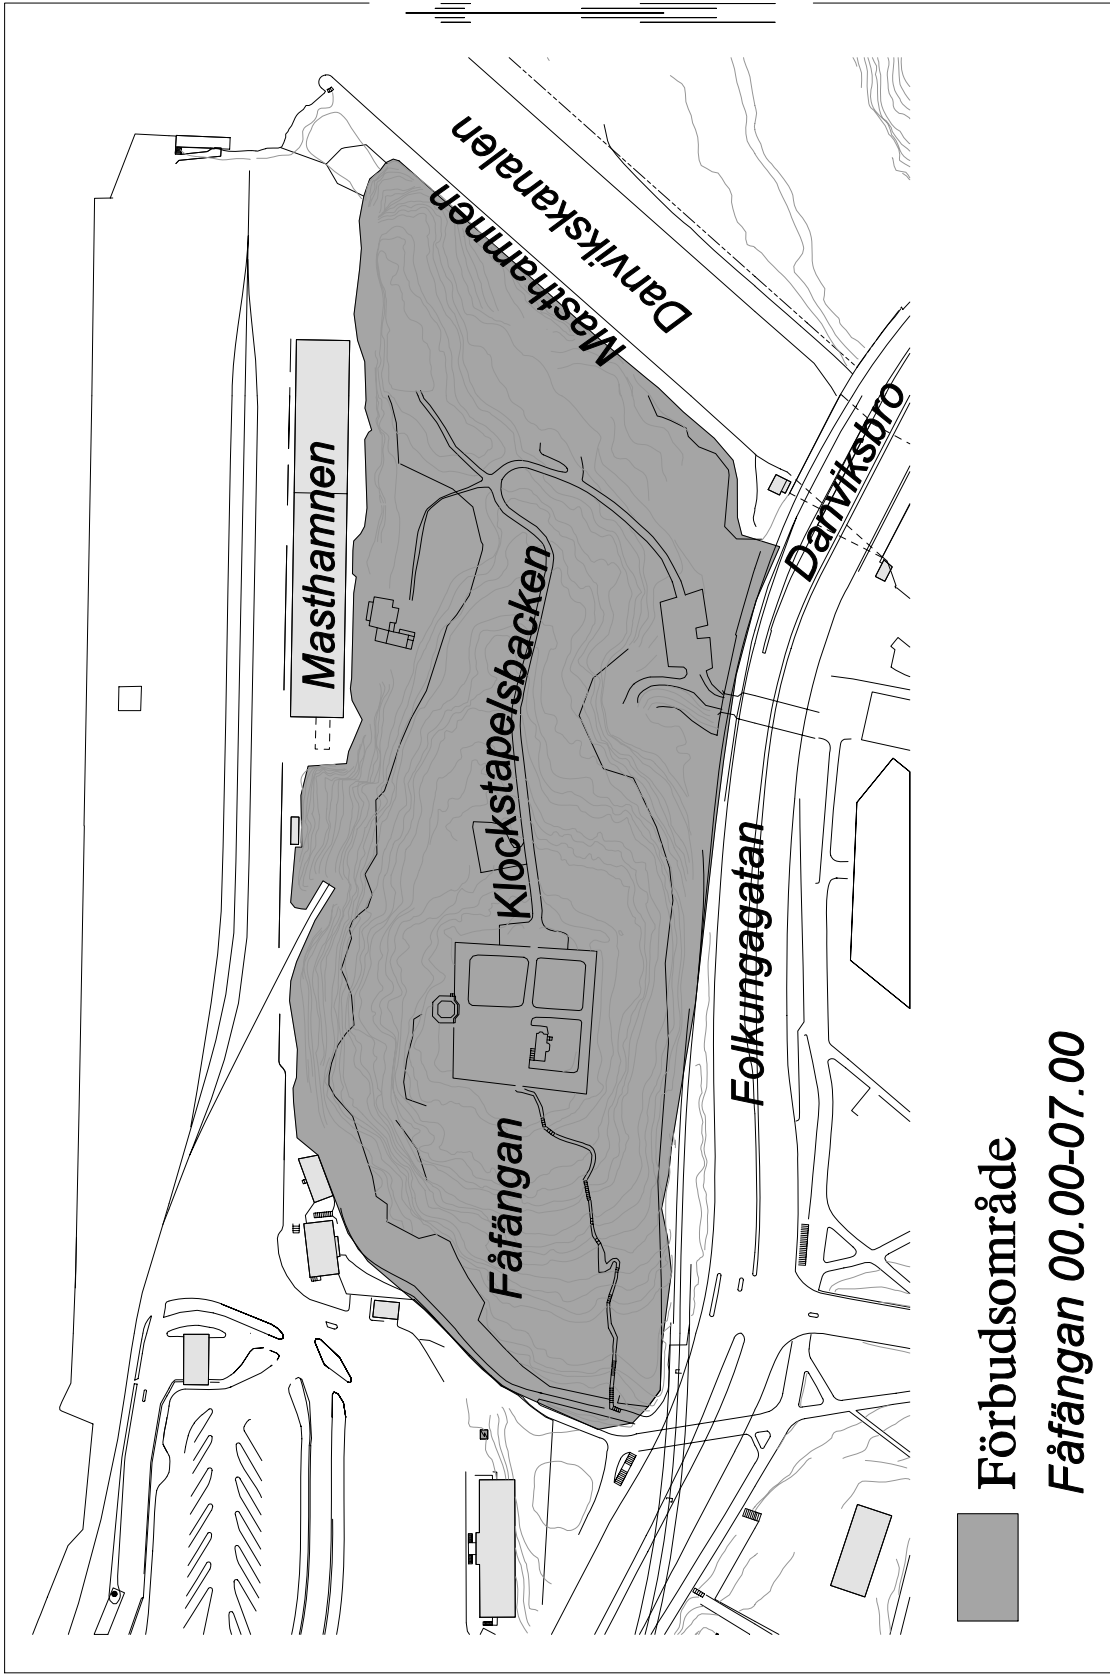 Masthamnen
Danvikskanalen
Masthamnen
Danviksbro
Klockstapelsbacken
Folkungagatan
Fåfängan
Förbudsområde
Fåfängan 00.00-07.00